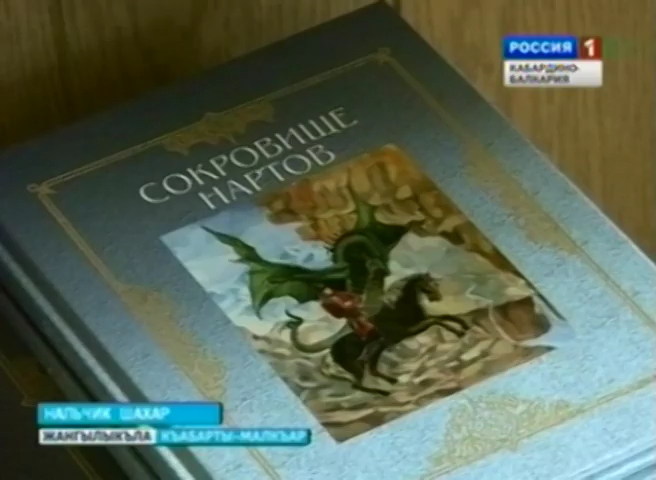 РОССИЯ 1
КАБАРДИНО-
БАЛКАРИЯ
СОКРОВИЩЕ
НАРТОВ
НАЛЬЧИК ШАХАР
ЖАНГЫЛЫКЪЛА КЪАБАРТЫ-МАЛКЪАР